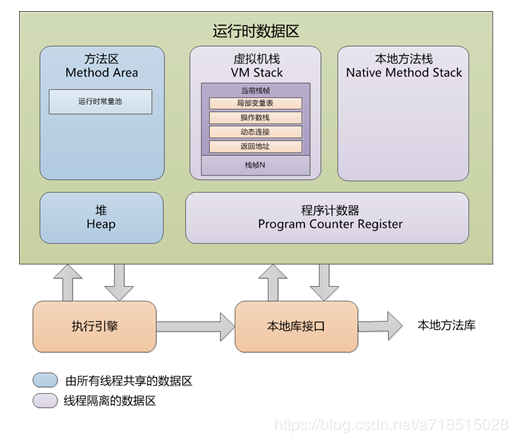 运行时数据区
方法区
Method Area
运行时常量池
虚拟机栈
VM Stack
当前栈帧
局部变量表
操作数栈
动态连接
返回地址
栈帧N
本地方法栈
Native Method Stack
堆
Heap
程序计数器
Program Counter Register
执行引擎
本地库接口
本地方法库
由所有线程共享的数据区
线程隔离的数据区
https://blog.csdn.net/a718515028